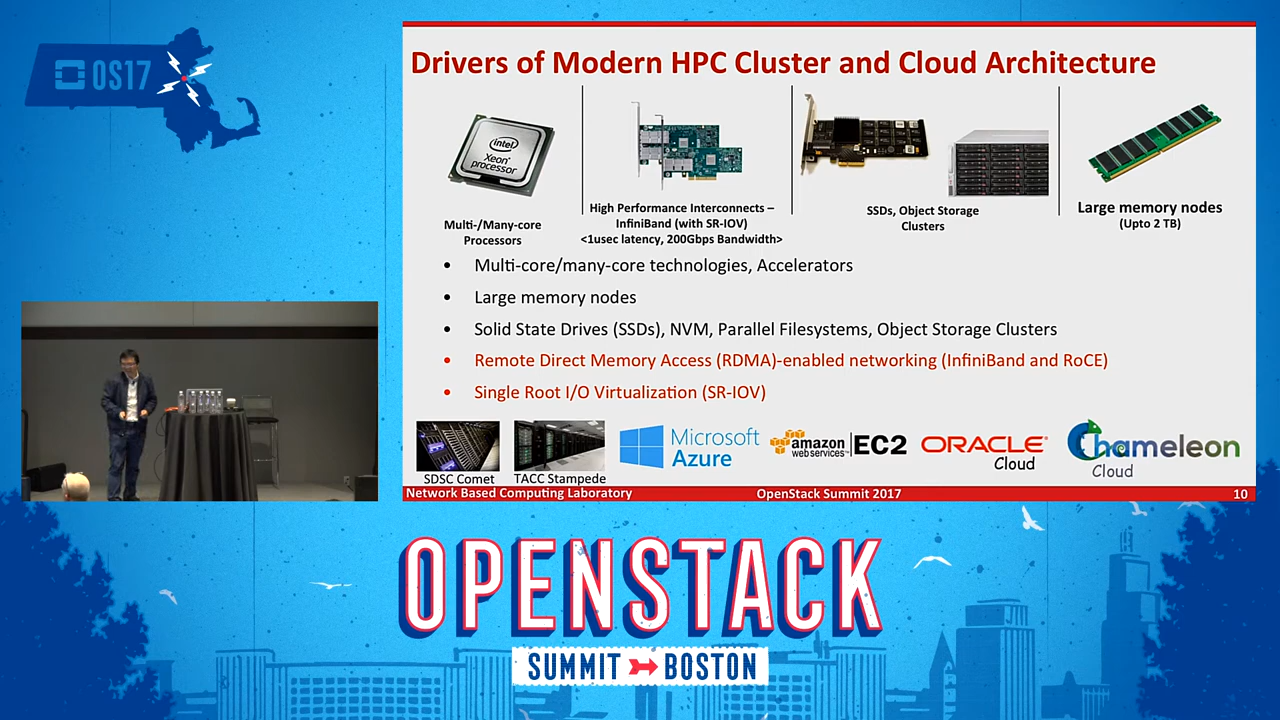 OS17
Drivers of Modern HPC Cluster and Cloud Architecture
intel
Xeon
processor
Multi-/Many-core
Processors
High Performance Interconnects –
InfiniBand (with SR-IOV)
<1usec latency, 200Gbps Bandwidth>
SSDs, Object Storage
Clusters
Large memory nodes
(Upto 2 TB)
• Multi-core/many-core technologies, Accelerators
• Large memory nodes
• Solid State Drives (SSDs), NVM, Parallel Filesystems, Object Storage Clusters
• Remote Direct Memory Access (RDMA)-enabled networking (InfiniBand and RoCE)
• Single Root I/O Virtualization (SR-IOV)
SDSC Comet
TACC Stampede
Microsoft
Azure
amazon
web services™
EC2
ORACLE®
Cloud
Chameleon
Cloud
Network Based Computing Laboratory
OpenStack Summit 2017
10
OPENSTACK
SUMMIT BOSTON